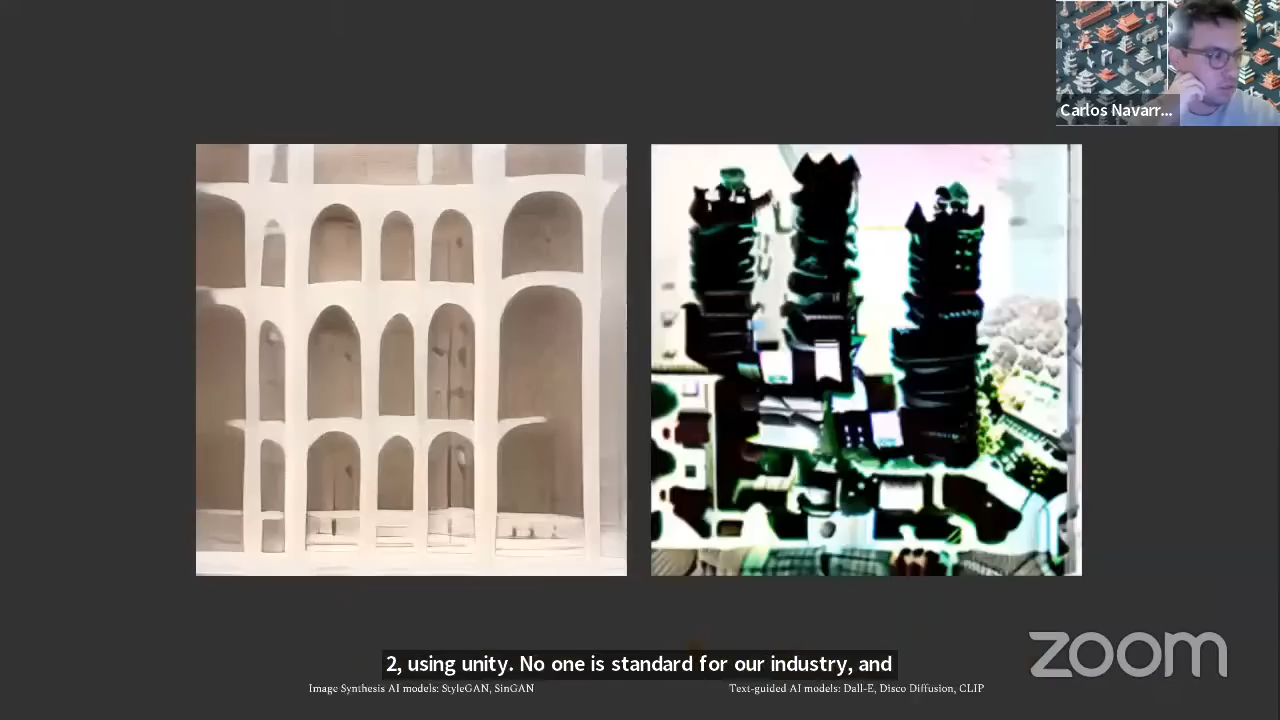 Carlos Navarr...
2, using unity. No one is standard for our industry, and
zoom
Image Synthesis AI models: StyleGAN, SinGAN
Text-guided AI models: Dall-E, Disco Diffusion, CLIP